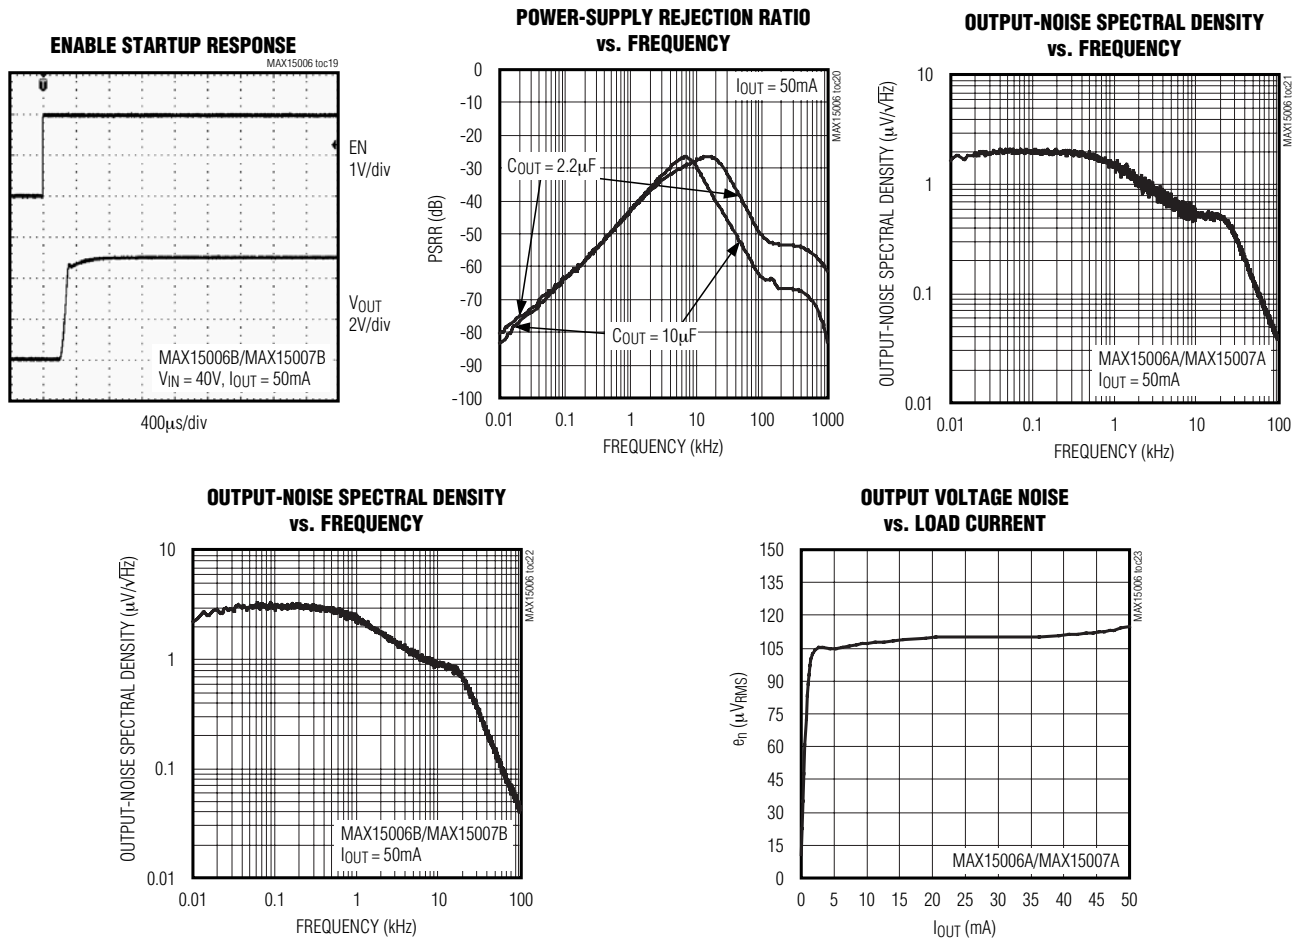 ENABLE STARTUP RESPONSE
MAX15006 toc19
EN
1V/div
VOUT
2V/div
MAX15006B/MAX15007B
VIN = 40V, IOUT = 50mA
400μs/div
POWER-SUPPLY REJECTION RATIO
vs. FREQUENCY
MAX15006 toc20
IOUT = 50mA
COUT = 2.2μF
COUT = 10μF
PSRR (dB)
0
-10
-20
-30
-40
-50
-60
-70
-80
-90
-100
0.01 0.1 1 10 100 1000
FREQUENCY (kHz)
OUTPUT-NOISE SPECTRAL DENSITY
vs. FREQUENCY
MAX15006 toc21
OUTPUT-NOISE SPECTRAL DENSITY (μV/√Hz)
10
1
0.1
0.01
MAX15006A/MAX15007A
IOUT = 50mA
0.01 0.1 1 10 100
FREQUENCY (kHz)
OUTPUT-NOISE SPECTRAL DENSITY
vs. FREQUENCY
MAX15006 toc22
OUTPUT-NOISE SPECTRAL DENSITY (μV/√Hz)
10
1
0.1
0.01
MAX15006B/MAX15007B
IOUT = 50mA
0.01 0.1 1 10 100
FREQUENCY (kHz)
OUTPUT VOLTAGE NOISE
vs. LOAD CURRENT
MAX15006 toc23
en (μVRMS)
150
135
120
105
90
75
60
45
30
15
0
MAX15006A/MAX15007A
0 5 10 15 20 25 30 35 40 45 50
IOUT (mA)